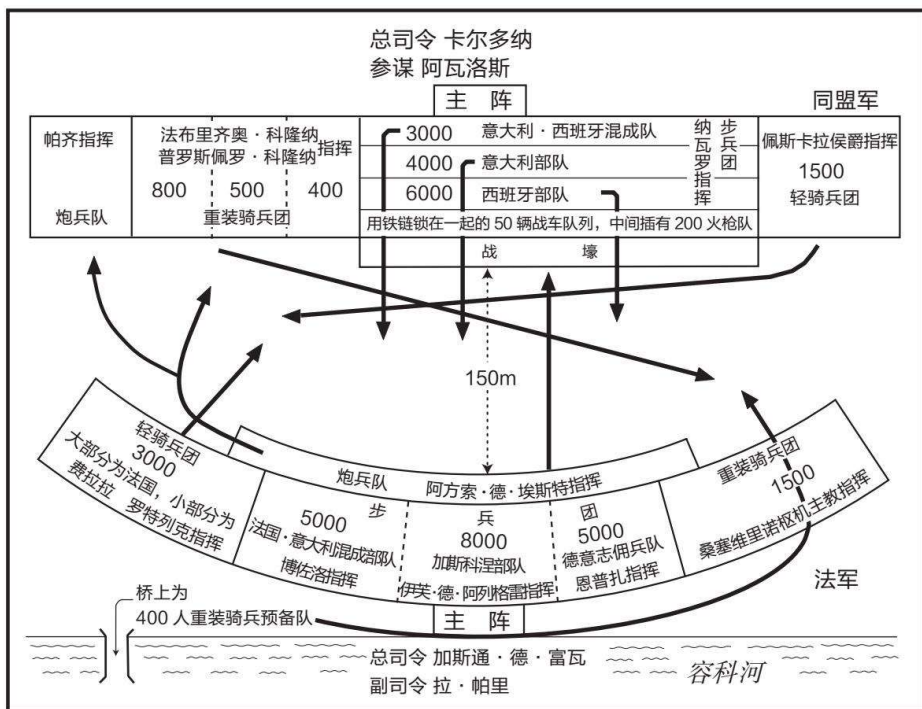 总司令 卡尔多纳
参谋 阿瓦洛斯
主 阵
同盟军
帕齐指挥
炮兵队
法布里齐奥·科隆纳
普罗斯佩罗·科隆纳
指挥
800 500 400
重装骑兵团
3000 意大利·西班牙混成队
4000 意大利部队
6000 西班牙部队
步兵团
纳瓦罗指挥
用铁链锁在一起的 50 辆战车队列，中间插有 200 火枪队
战 壕
佩斯卡拉侯爵指挥
1500
轻骑兵团
150m
轻骑兵团
3000
大部分为法国，小部分为
费拉拉 罗特列克指挥
炮兵队 阿方索·德·埃斯特指挥
步 兵 团
5000
法国·意大利混成部队
博佐洛指挥
8000
加斯科涅部队
伊芙·德·阿列格雷指挥
5000
德意志佣兵队
恩普扎指挥
重装骑兵团
1500
桑塞维里诺枢机主教指挥
法军
桥上为
400 人重装骑兵预备队
主 阵
总司令 加斯通·德·富瓦
副司令 拉·帕里
容科河